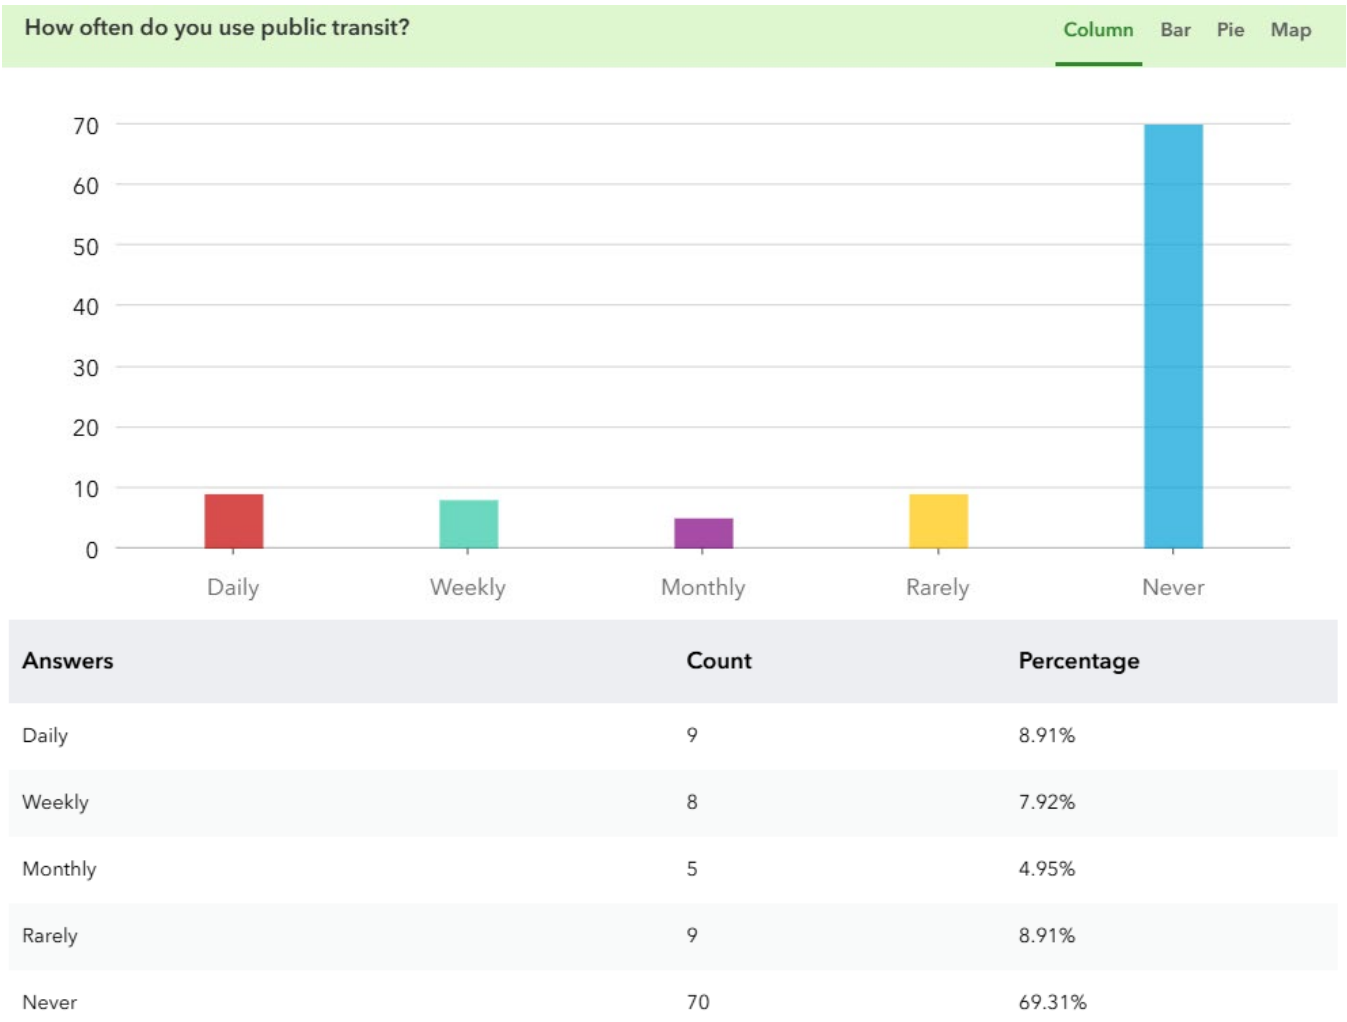 How often do you use public transit?
Column Bar Pie Map
70
60
50
40
30
20
10
0
Daily Weekly Monthly Rarely Never
Answers Count Percentage
Daily 9 8.91%
Weekly 8 7.92%
Monthly 5 4.95%
Rarely 9 8.91%
Never 70 69.31%